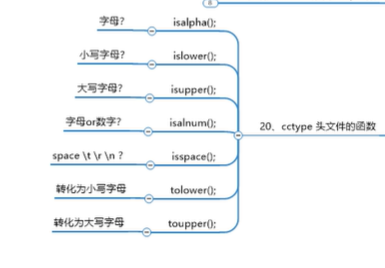 8
字母? isalpha();
小写字母? islower();
大写字母? isupper();
字母or数字? isalnum();
20、cctype 头文件的函数
space \t \r \n ? isspace();
转化为小写字母 tolower();
转化为大写字母 toupper();